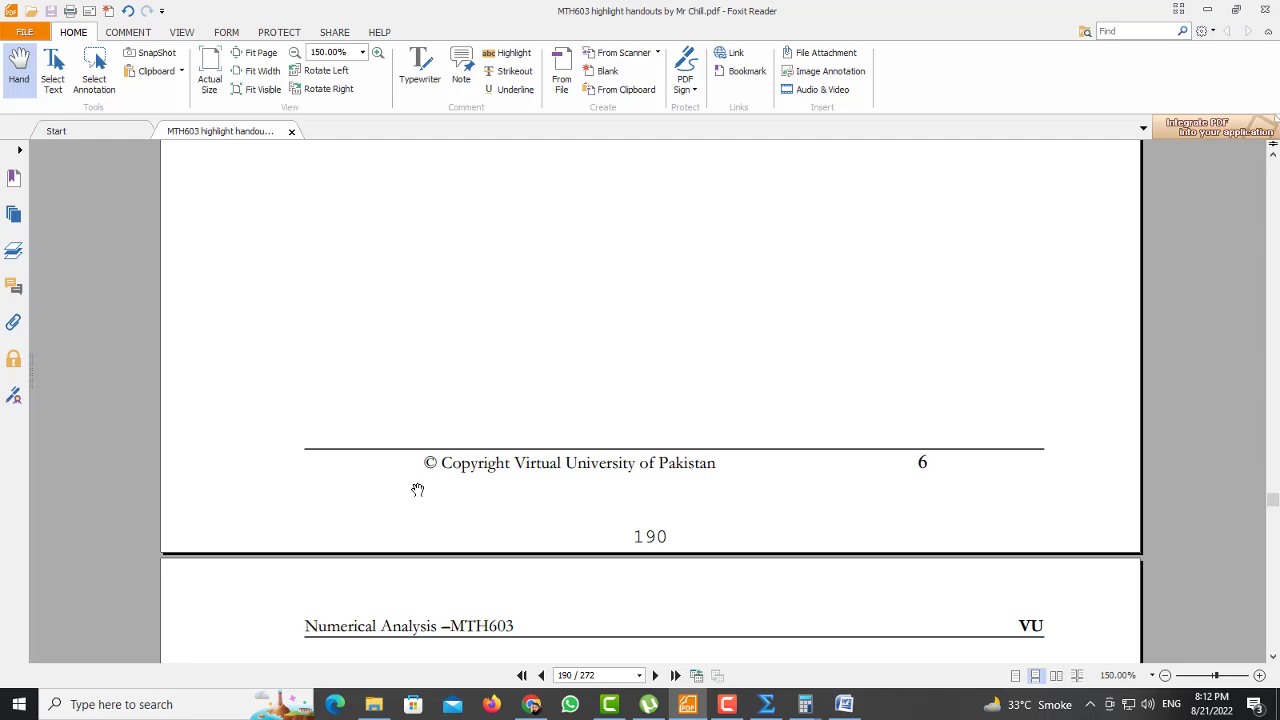 MTH603 highlight handouts by Mr Chill.pdf - Foxit Reader
FILE HOME COMMENT VIEW FORM PROTECT SHARE HELP
Find
Hand
Select Text
Select Annotation
SnapShot
Clipboard
Tools
Actual Size
Fit Page
Fit Width
Fit Visible
150.00%
Rotate Left
Rotate Right
View
Typewriter
Note
Highlight
Strikeout
Underline
Comment
From File
From Scanner
Blank
From Clipboard
Create
PDF Sign
Protect
Link
Bookmark
Links
File Attachment
Image Annotation
Audio & Video
Insert
Start
MTH603 highlight handou...
Integrate PDF
into your application
© Copyright Virtual University of Pakistan 6
190
Numerical Analysis –MTH603 VU
190 / 272
150.00%
Type here to search
33°C Smoke
ENG
8:12 PM
8/21/2022
3